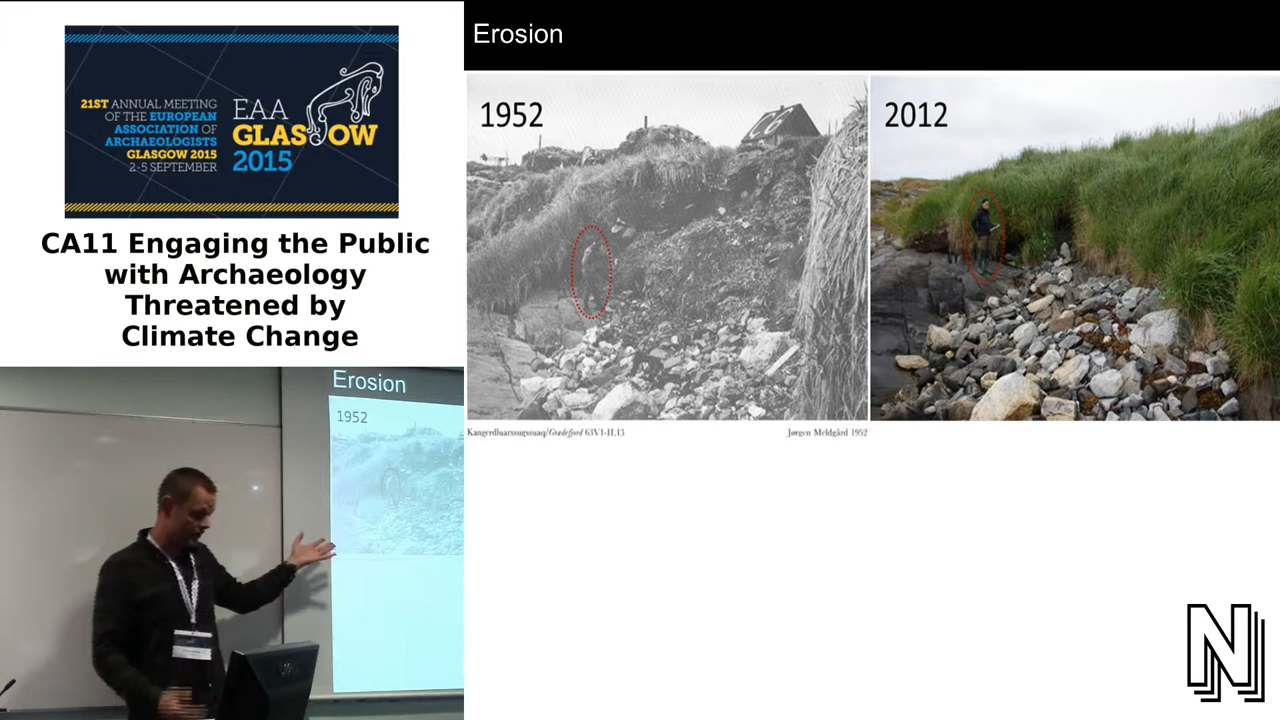 21ST ANNUAL MEETING
OF THE EUROPEAN
ASSOCIATION OF
ARCHAEOLOGISTS
GLASGOW 2015
2-5 SEPTEMBER
EAA
GLASGOW
2015
CA11 Engaging the Public
with Archaeology
Threatened by
Climate Change
Erosion
1952
2012
Kangerdluarssugssuaq/Grædefjord 63V1-II,13
Jørgen Meldgård 1952
Erosion
1952
N